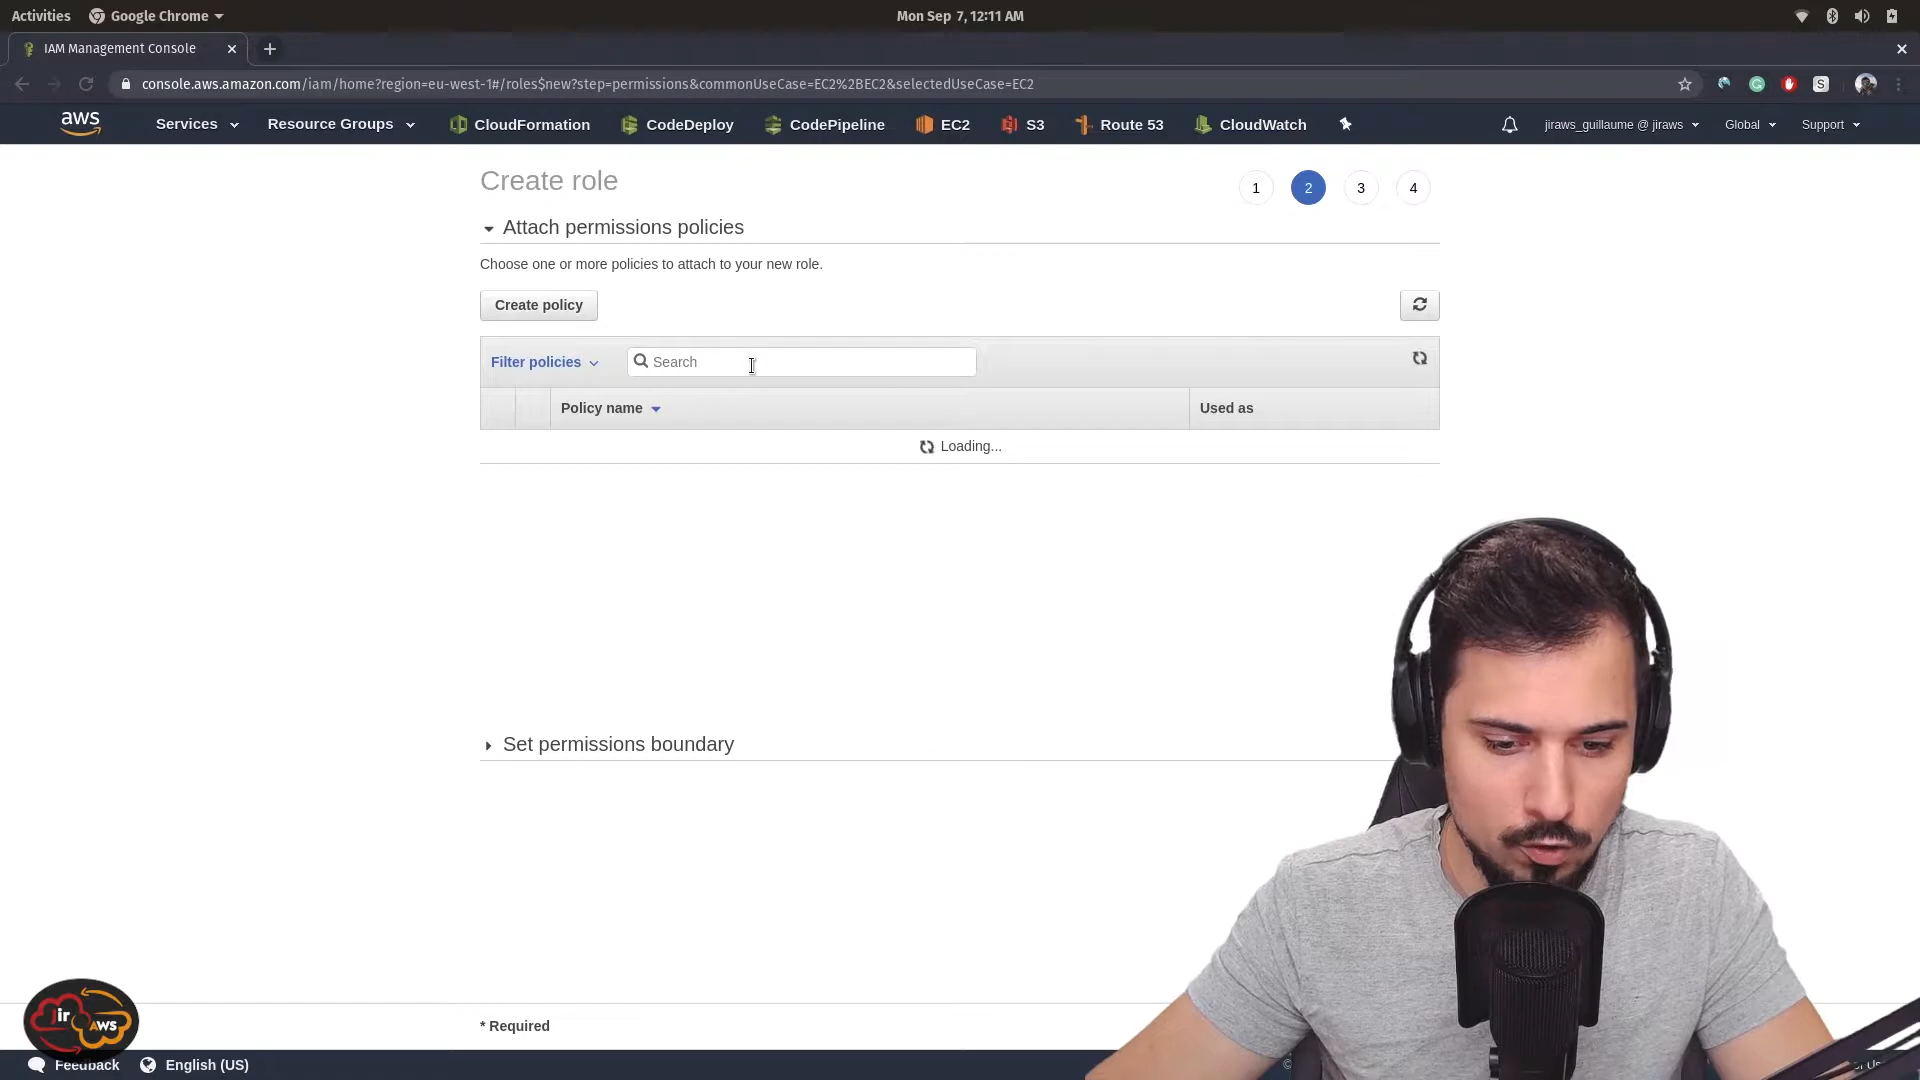 Activities Google Chrome Mon Sep 7, 12:11 AM
IAM Management Console
console.aws.amazon.com/iam/home?region=eu-west-1#/roles$new?step=permissions&commonUseCase=EC2%2BEC2&selectedUseCase=EC2
aws Services Resource Groups CloudFormation CodeDeploy CodePipeline EC2 S3 Route 53 CloudWatch jiraws_guillaume @ jiraws Global Support
Create role 1 2 3 4
Attach permissions policies
Choose one or more policies to attach to your new role.
Create policy
Filter policies Search
Policy name Used as
Loading...
Set permissions boundary
jir AWS
* Required
Feedback English (US) ©